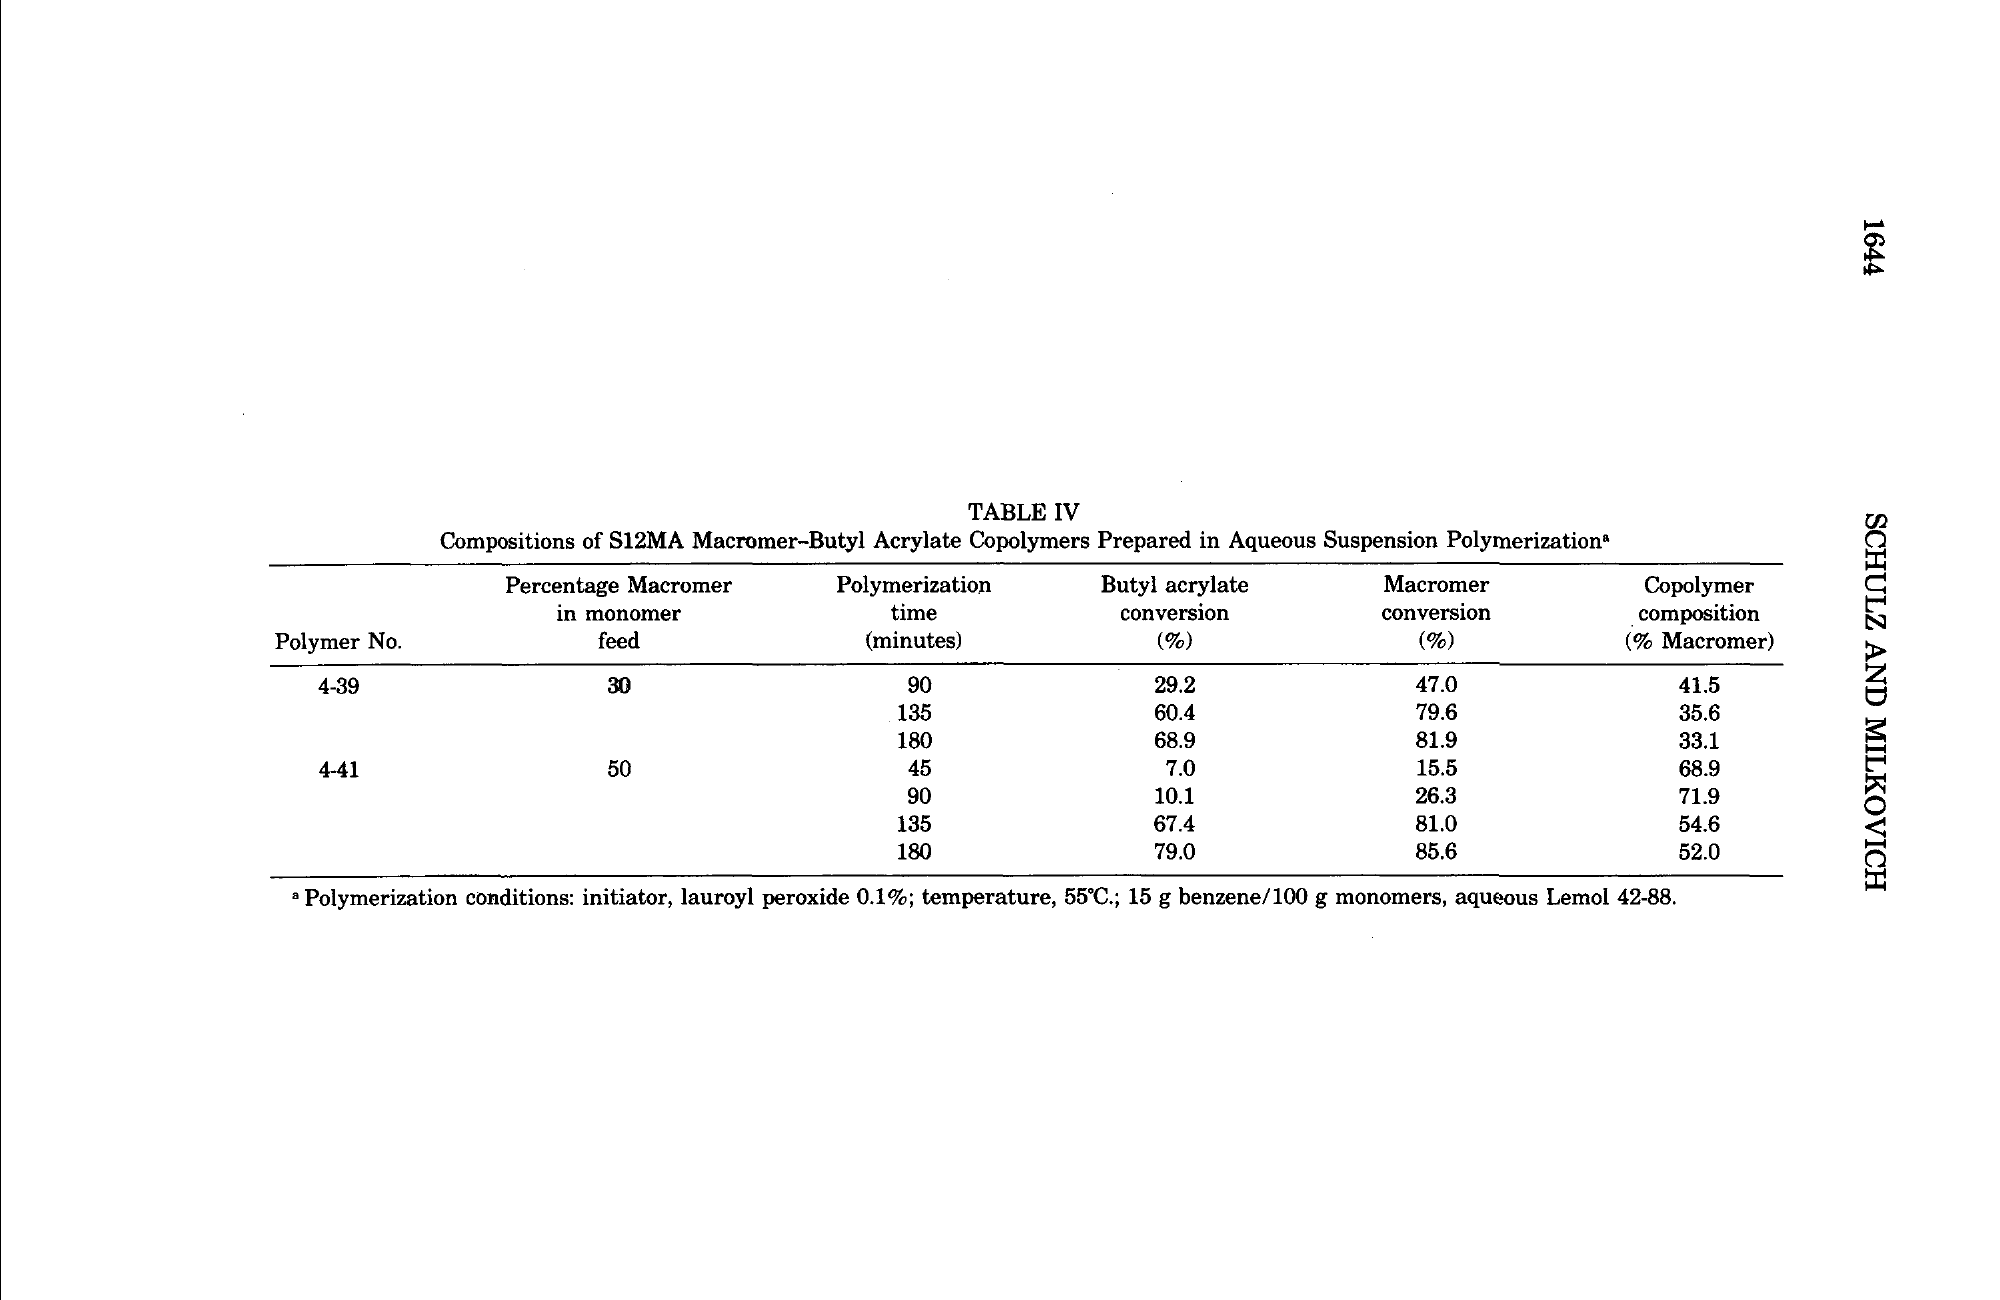 1644 SCHULZ AND MILKOVICH
TABLE IV
Compositions of S12MA Macromer–Butyl Acrylate Copolymers Prepared in Aqueous Suspension Polymerizationᵃ
Percentage Macromer Polymerization Butyl acrylate Macromer Copolymer
in monomer time conversion conversion composition
Polymer No. feed (minutes) (%) (%) (% Macromer)
4-39 30 90 29.2 47.0 41.5
135 60.4 79.6 35.6
180 68.9 81.9 33.1
4-41 50 45 7.0 15.5 68.9
90 10.1 26.3 71.9
135 67.4 81.0 54.6
180 79.0 85.6 52.0
ᵃ Polymerization conditions: initiator, lauroyl peroxide 0.1%; temperature, 55°C.; 15 g benzene/100 g monomers, aqueous Lemol 42-88.